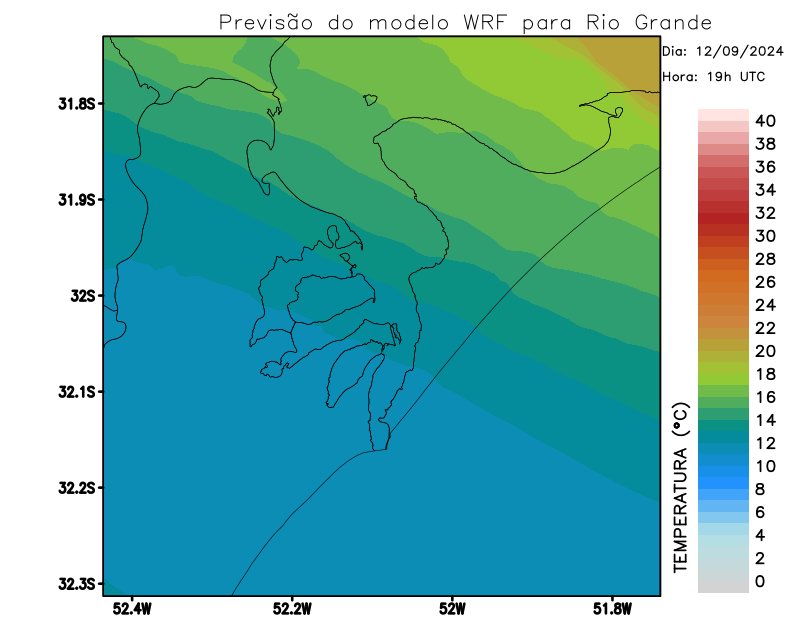 Previsão do modelo WRF para Rio Grande
Dia: 12/09/2024
Hora: 19h UTC
31.8S
31.9S
32S
32.1S
32.2S
32.3S
52.4W
52.2W
52W
51.8W
TEMPERATURA (°C)
40
38
36
34
32
30
28
26
24
22
20
18
16
14
12
10
8
6
4
2
0